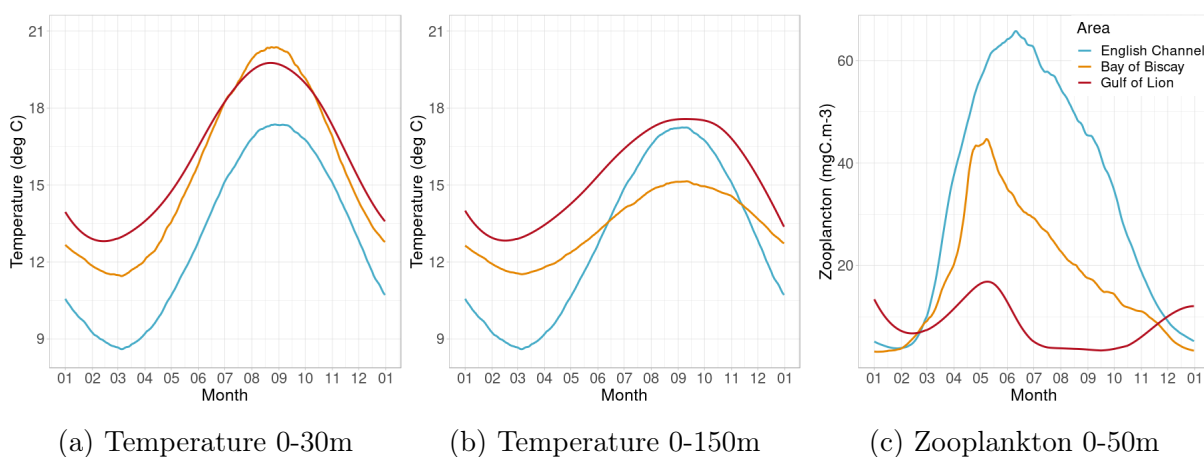 21
18
15
12
9
Temperature (deg C)
01 02 03 04 05 06 07 08 09 10 11 12 01
Month
(a) Temperature 0-30m
21
18
15
12
9
Temperature (deg C)
01 02 03 04 05 06 07 08 09 10 11 12 01
Month
(b) Temperature 0-150m
60
40
20
Zooplankton (mgC.m-3)
Area
English Channel
Bay of Biscay
Gulf of Lion
01 02 03 04 05 06 07 08 09 10 11 12 01
Month
(c) Zooplankton 0-50m